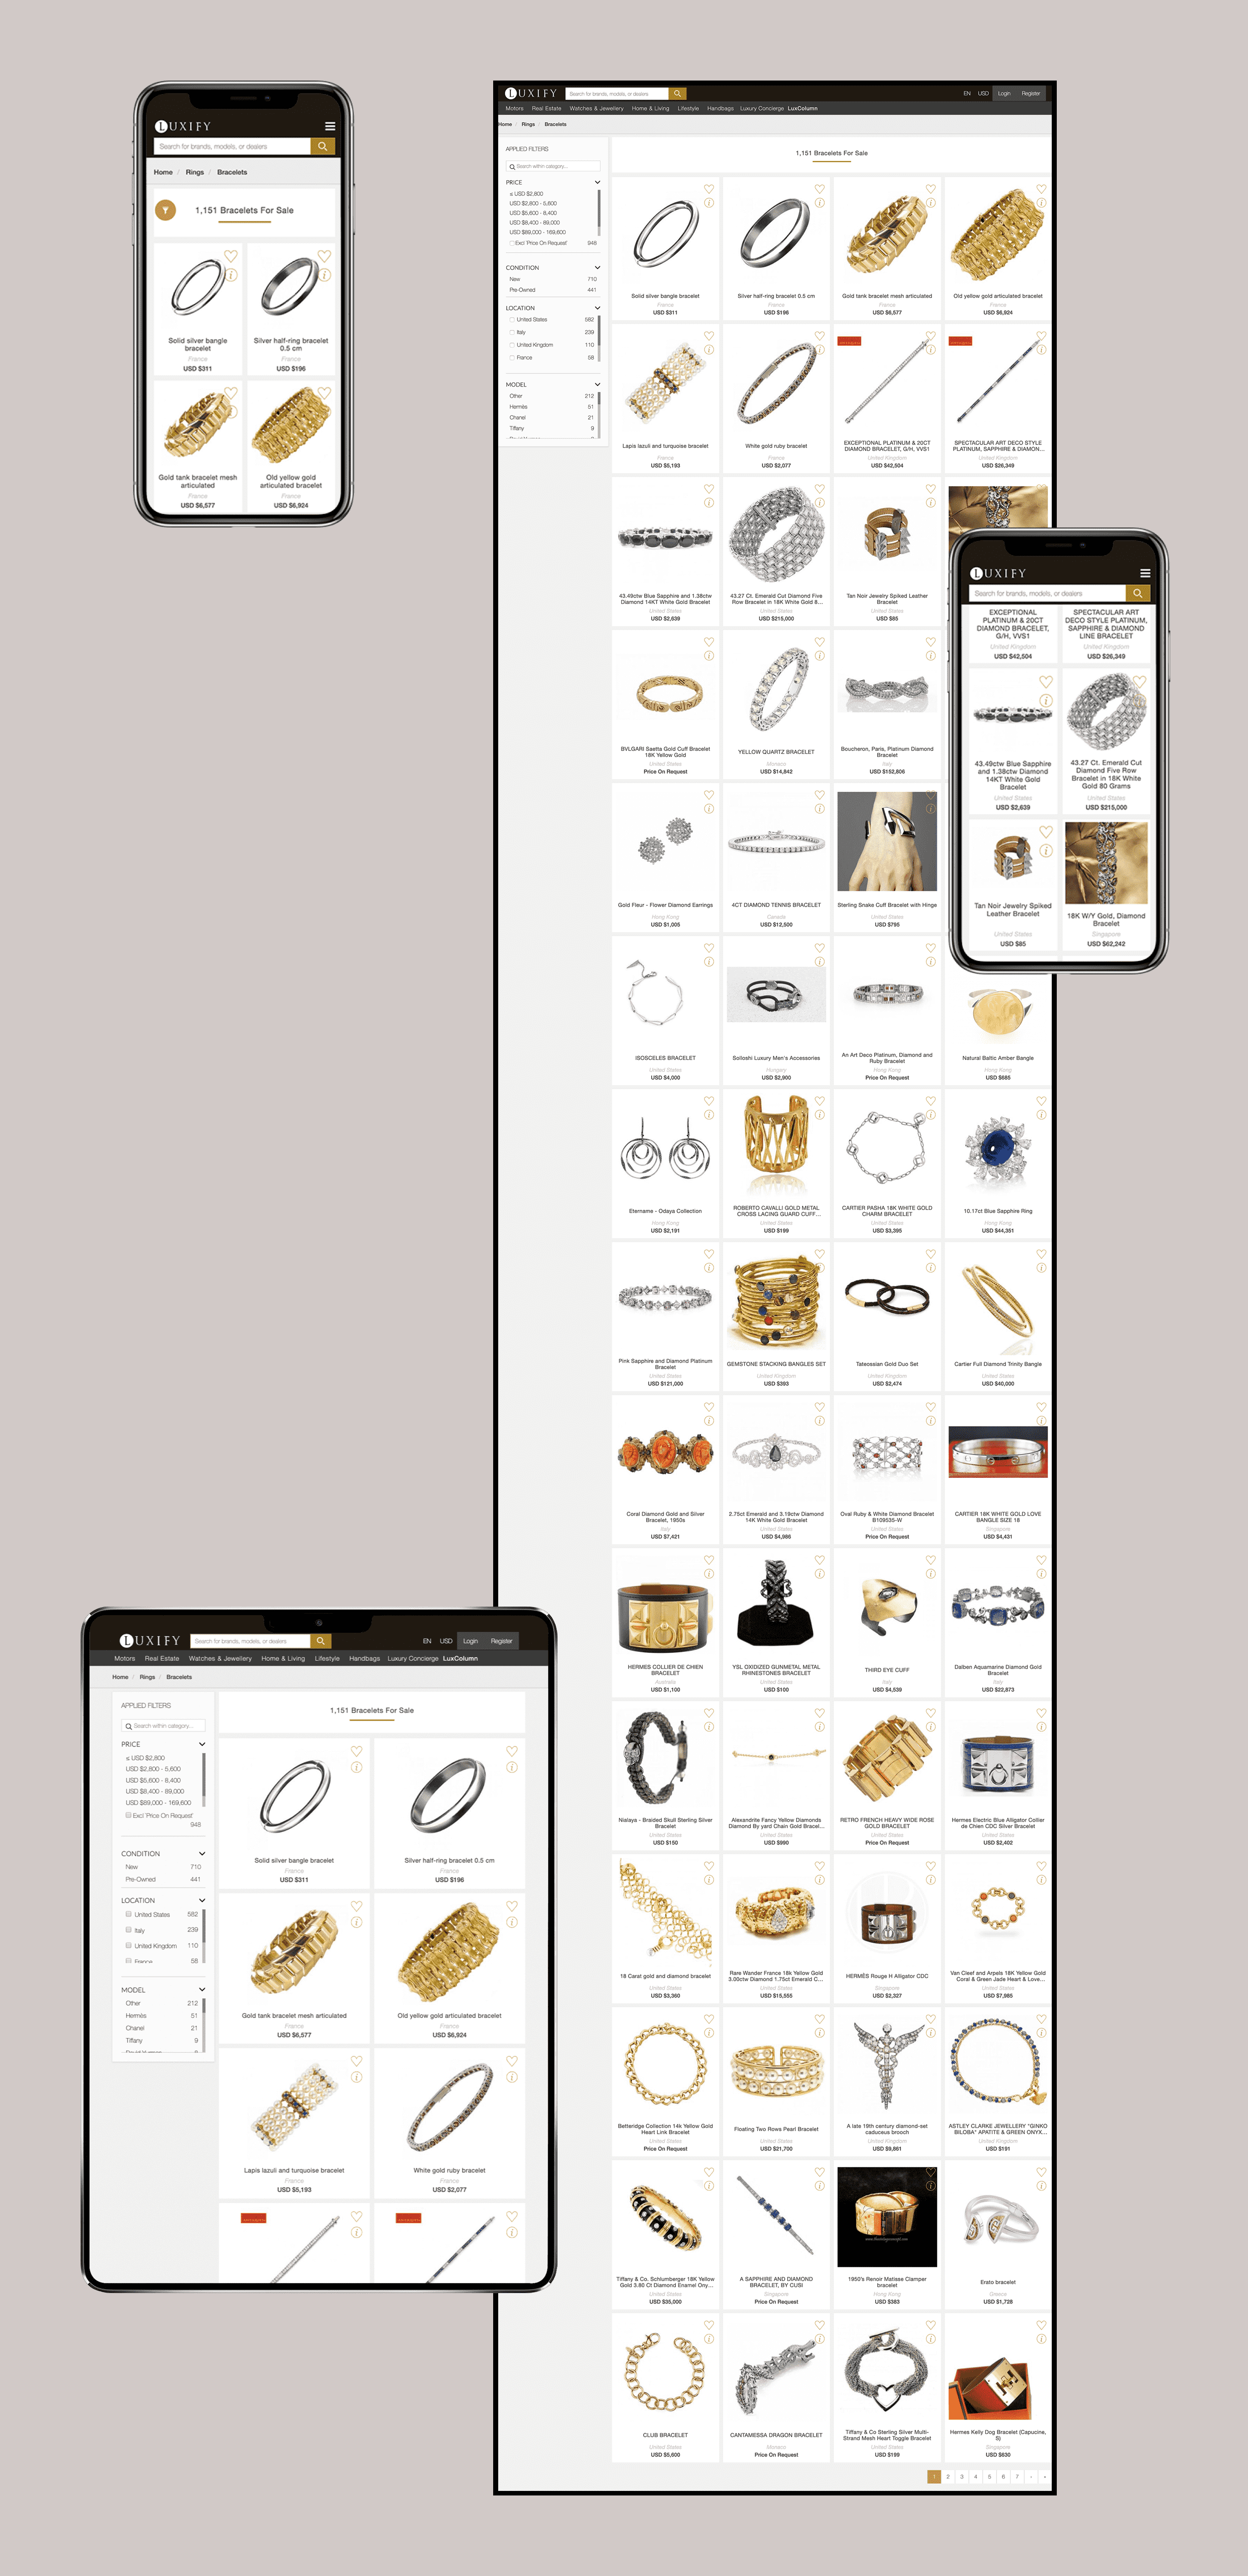 LUXIFY
Search for brands, models, or dealers
Home / Rings / Bracelets
1,151 Bracelets For Sale
Solid silver bangle
bracelet
France
USD $311
Silver half-ring bracelet
0.5 cm
France
USD $196
Gold tank bracelet mesh
articulated
France
USD $6,577
Old yellow gold
articulated bracelet
France
USD $6,924
LUXIFY
Search for brands, models, or dealers
EN USD Login Register
Motors Real Estate Watches & Jewellery Home & Living Lifestyle Handbags Luxury Concierge LuxColumn
Home / Rings / Bracelets
APPLIED FILTERS
Search within category...
PRICE
≤ USD $2,800
USD $2,800 - 5,600
USD $5,600 - 8,400
USD $8,400 - 89,000
USD $89,000 - 169,600
Excl 'Price On Request' 948
CONDITION
New 710
Pre-Owned 441
LOCATION
United States 582
Italy 239
United Kingdom 110
France 58
MODEL
Other 212
Hermès 51
Chanel 21
Tiffany 9
1,151 Bracelets For Sale
Solid silver bangle bracelet
France
USD $311
Silver half-ring bracelet 0.5 cm
France
USD $196
Gold tank bracelet mesh articulated
France
USD $6,577
Old yellow gold articulated bracelet
France
USD $6,924
Lapis lazuli and turquoise bracelet
France
USD $5,193
White gold ruby bracelet
France
USD $2,077
EXCEPTIONAL PLATINUM & 20CT
DIAMOND BRACELET, G/H, VVS1
United Kingdom
USD $42,504
SPECTACULAR ART DECO STYLE
PLATINUM, SAPPHIRE & DIAMON...
United Kingdom
USD $26,349
43.49ctw Blue Sapphire and 1.38ctw
Diamond 14KT White Gold Bracelet
United States
USD $2,639
43.27 Ct. Emerald Cut Diamond Five
Row Bracelet in 18K White Gold 8...
United States
USD $215,000
Tan Noir Jewelry Spiked Leather
Bracelet
United States
USD $85
BVLGARI Saetta Gold Cuff Bracelet
18K Yellow Gold
United States
Price On Request
YELLOW QUARTZ BRACELET
Monaco
USD $14,842
Boucheron, Paris, Platinum Diamond
Bracelet
Italy
USD $152,806
Gold Fleur - Flower Diamond Earrings
Hong Kong
USD $1,005
4CT DIAMOND TENNIS BRACELET
Canada
USD $12,500
Sterling Snake Cuff Bracelet with Hinge
United States
USD $795
ISOSCELES BRACELET
United States
USD $4,000
Solloshi Luxury Men's Accessories
Hungary
USD $2,900
An Art Deco Platinum, Diamond and
Ruby Bracelet
Hong Kong
Price On Request
Natural Baltic Amber Bangle
Hong Kong
USD $685
Etername - Odaya Collection
Hong Kong
USD $2,191
ROBERTO CAVALLI GOLD METAL
CROSS LACING GUARD CUFF...
United States
USD $199
CARTIER PASHA 18K WHITE GOLD
CHARM BRACELET
United States
USD $3,395
10.17ct Blue Sapphire Ring
Hong Kong
USD $44,351
Pink Sapphire and Diamond Platinum
Bracelet
United States
USD $121,000
GEMSTONE STACKING BANGLES SET
United Kingdom
USD $393
Tateossian Gold Duo Set
United Kingdom
USD $2,474
Cartier Full Diamond Trinity Bangle
United States
USD $40,000
Coral Diamond Gold and Silver
Bracelet, 1950s
Italy
USD $7,421
2.75ct Emerald and 3.19ctw Diamond
14K White Gold Bracelet
United States
USD $4,986
Oval Ruby & White Diamond Bracelet
B109535-W
United States
Price On Request
CARTIER 18K WHITE GOLD LOVE
BANGLE SIZE 18
Singapore
USD $4,431
HERMES COLLIER DE CHIEN
BRACELET
Australia
USD $1,100
YSL OXIDIZED GUNMETAL METAL
RHINESTONES BRACELET
United States
USD $100
THIRD EYE CUFF
Italy
USD $4,539
Dalben Aquamarine Diamond Gold
Bracelet
Italy
USD $22,873
Nialaya - Braided Skull Sterling Silver
Bracelet
United States
USD $150
Alexandrite Fancy Yellow Diamonds
Diamond By yard Chain Gold Bracel...
United States
USD $990
RETRO FRENCH HEAVY WIDE ROSE
GOLD BRACELET
United States
Price On Request
Hermes Electric Blue Alligator Collier
de Chien CDC Silver Bracelet
United States
USD $2,402
18 Carat gold and diamond bracelet
United States
USD $3,360
Rare Wander France 18k Yellow Gold
3.00ctw Diamond 1.75ct Emerald C...
United States
USD $15,555
HERMÈS Rouge H Alligator CDC
Singapore
USD $2,327
Van Cleef and Arpels 18K Yellow Gold
Coral & Green Jade Heart & Love...
United States
USD $7,985
Betteridge Collection 14k Yellow Gold
Heart Link Bracelet
United States
Price On Request
Floating Two Rows Pearl Bracelet
United States
USD $21,700
A late 19th century diamond-set
caduceus brooch
United Kingdom
USD $9,861
ASTLEY CLARKE JEWELLERY "GINKO
BILOBA" APATITE & GREEN ONYX...
United Kingdom
USD $191
Tiffany & Co. Schlumberger 18K Yellow
Gold 3.80 Ct Diamond Enamel Ony...
United States
USD $35,000
A SAPPHIRE AND DIAMOND
BRACELET, BY CUSI
Singapore
Price On Request
1950's Renoir Matisse Clamper
bracelet
Hong Kong
USD $383
Erato bracelet
Greece
USD $1,728
CLUB BRACELET
United States
USD $5,600
CANTAMESSA DRAGON BRACELET
Monaco
Price On Request
Tiffany & Co Sterling Silver Multi-
Strand Mesh Heart Toggle Bracelet
United States
USD $199
Hermes Kelly Dog Bracelet (Capucine,
S)
Singapore
USD $630
1 2 3 4 5 6 7
LUXIFY
Search for brands, models, or dealers
EXCEPTIONAL
PLATINUM & 20CT
DIAMOND BRACELET,
G/H, VVS1
United Kingdom
USD $42,504
SPECTACULAR ART
DECO STYLE PLATINUM,
SAPPHIRE & DIAMOND
LINE BRACELET
United Kingdom
USD $26,349
43.49ctw Blue Sapphire
and 1.38ctw Diamond
14KT White Gold
Bracelet
United States
USD $2,639
43.27 Ct. Emerald Cut
Diamond Five Row
Bracelet in 18K White
Gold 80 Grams
United States
USD $215,000
Tan Noir Jewelry Spiked
Leather Bracelet
United States
USD $85
18K W/Y Gold, Diamond
Bracelet
Singapore
USD $62,242
LUXIFY
Search for brands, models, or dealers
EN USD Login Register
Motors Real Estate Watches & Jewellery Home & Living Lifestyle Handbags Luxury Concierge LuxColumn
Home / Rings / Bracelets
APPLIED FILTERS
Search within category...
PRICE
≤ USD $2,800
USD $2,800 - 5,600
USD $5,600 - 8,400
USD $8,400 - 89,000
USD $89,000 - 169,600
Excl 'Price On Request'
948
CONDITION
New 710
Pre-Owned 441
LOCATION
United States 582
Italy 239
United Kingdom 110
France 58
MODEL
Other 212
Hermès 51
Chanel 21
Tiffany 9
1,151 Bracelets For Sale
Solid silver bangle bracelet
France
USD $311
Silver half-ring bracelet 0.5 cm
France
USD $196
Gold tank bracelet mesh articulated
France
USD $6,577
Old yellow gold articulated bracelet
France
USD $6,924
Lapis lazuli and turquoise bracelet
France
USD $5,193
White gold ruby bracelet
France
USD $2,077